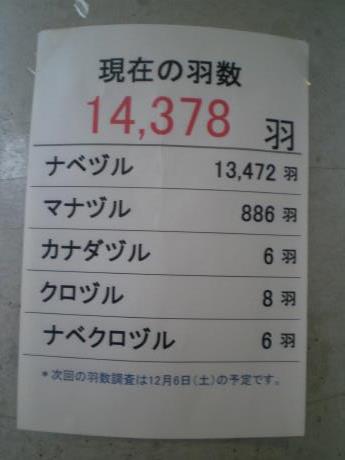 現在の羽数
14,378 羽
ナベヅル 13,472 羽
マナヅル 886 羽
カナダヅル 6 羽
クロヅル 8 羽
ナベクロヅル 6 羽
*次回の羽数調査は12月6日(土)の予定です。